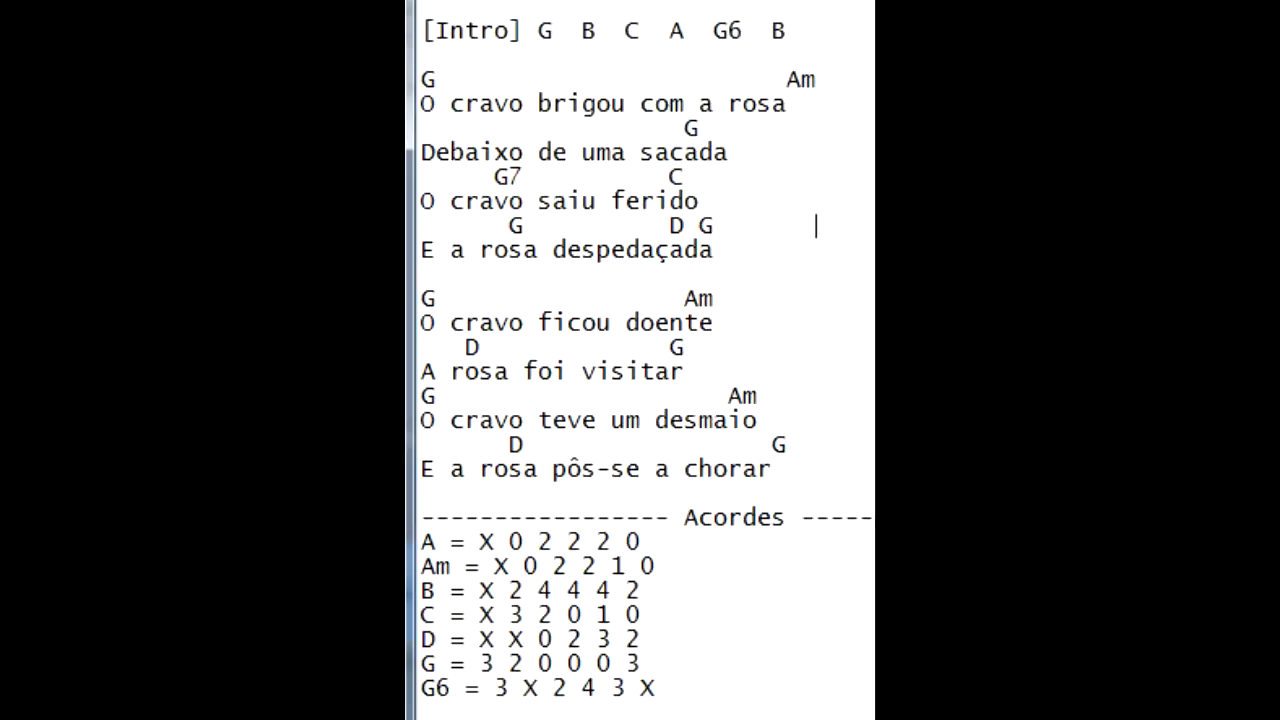 [Intro] G  B  C  A  G6  B
G                        Am
O cravo brigou com a rosa
                  G
Debaixo de uma sacada
     G7          C
O cravo saiu ferido
      G          D G
E a rosa despedaçada
G                 Am
O cravo ficou doente
   D             G
A rosa foi visitar
G                    Am
O cravo teve um desmaio
      D                 G
E a rosa pôs-se a chorar
----------------- Acordes -----
A = X 0 2 2 2 0
Am = X 0 2 2 1 0
B = X 2 4 4 4 2
C = X 3 2 0 1 0
D = X X 0 2 3 2
G = 3 2 0 0 0 3
G6 = 3 X 2 4 3 X